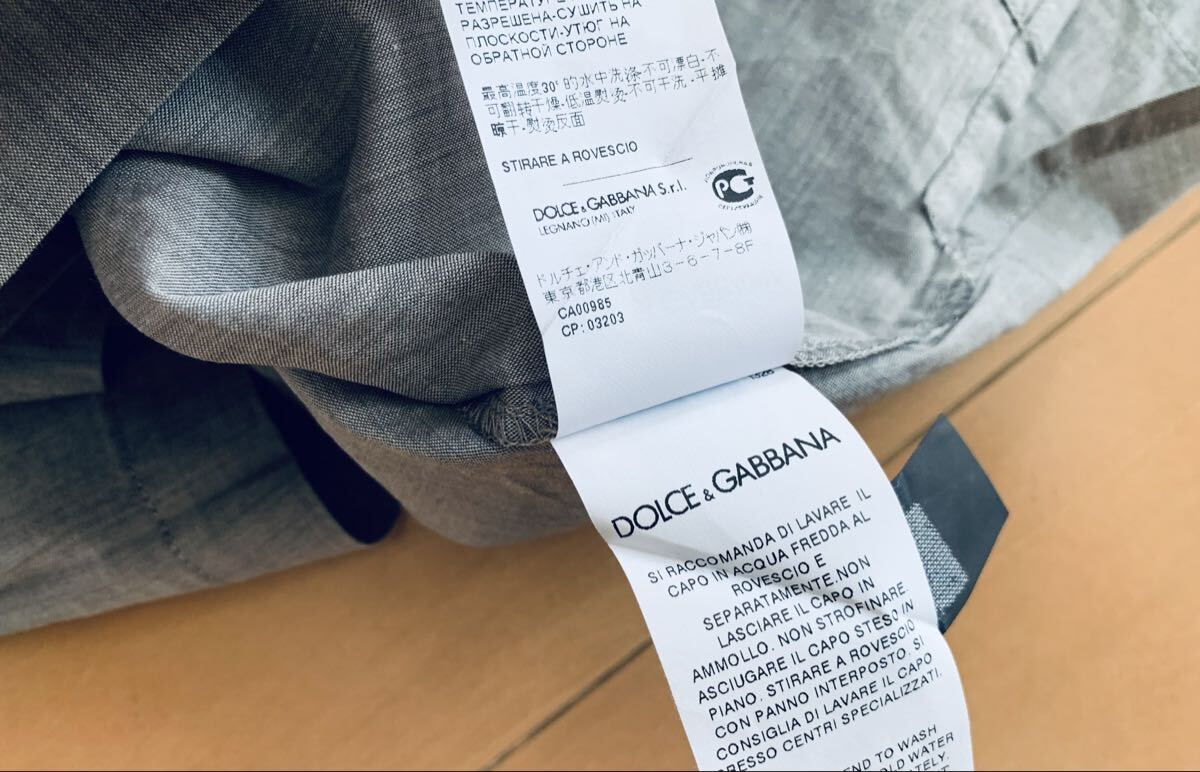 РАЗРЕШЕНА-СУШИТЬ НА
ПЛОСКОСТИ-УТЮГ НА
ОБРАТНОЙ СТОРОНЕ
最高温度30°的水中洗涤·不可漂白·不
可翻转干燥·低温熨烫·不可干洗·平摊
晾干·熨烫反面
STIRARE A ROVESCIO
DOLCE & GABBANA S.r.l.
LEGNANO (MI) ITALY
ドルチェ・アンド・ガッバーナ・ジャパン㈱
東京都港区北青山3-6-7-8F
CA00985
CP: 03203
DOLCE & GABBANA
SI RACCOMANDA DI LAVARE IL
CAPO IN ACQUA FREDDA AL
ROVESCIO E
SEPARATAMENTE.NON
LASCIARE IL CAPO IN
AMMOLLO. NON STROFINARE.
ASCIUGARE IL CAPO STESO IN
PIANO. STIRARE A ROVESCIO
CON PANNO INTERPOSTO. SI
CONSIGLIA DI LAVARE IL CAPO
PRESSO CENTRI SPECIALIZZATI.
END TO WASH
OLD WATER